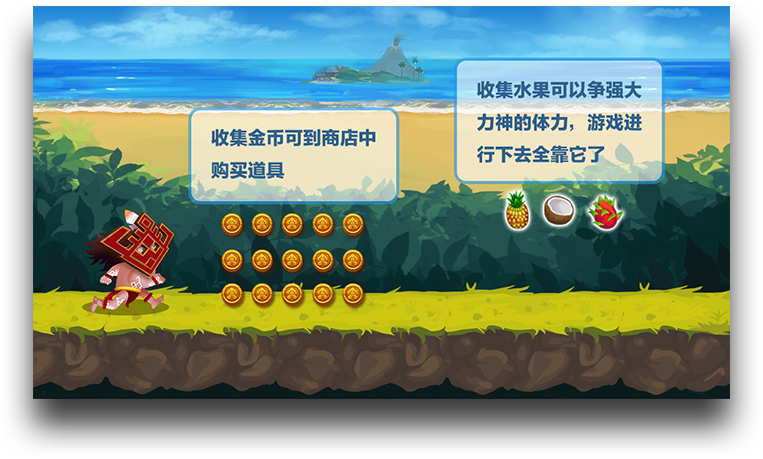 收集金币可到商店中
购买道具
收集水果可以争强大
力神的体力，游戏进
行下去全靠它了